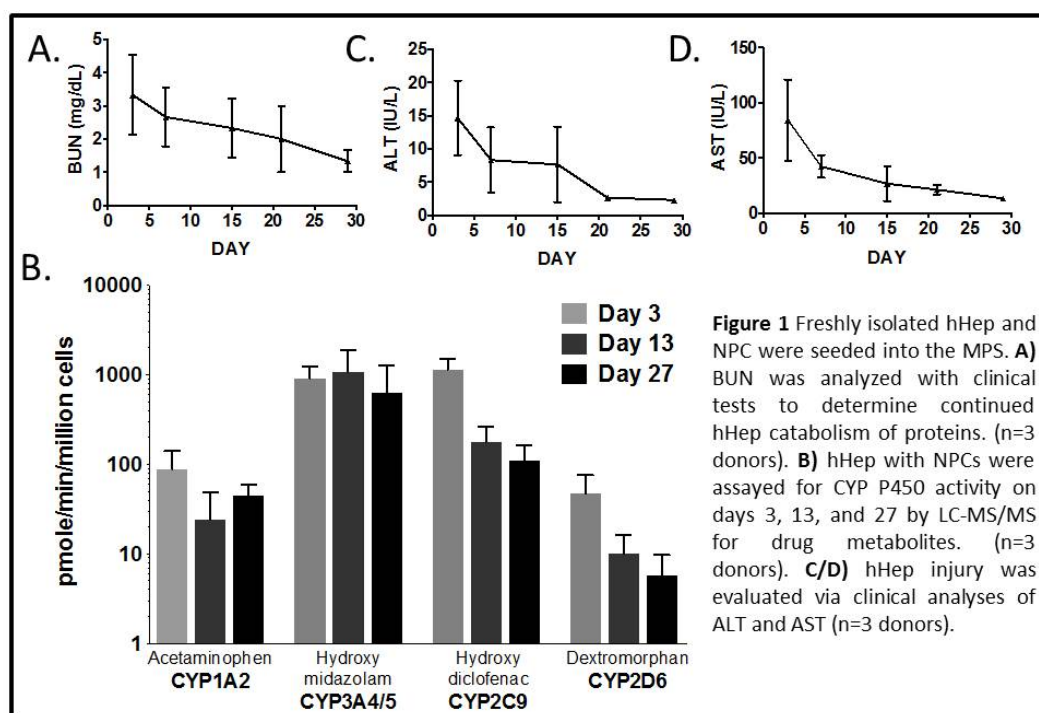 A.
BUN (mg/dL)
5
4
3
2
1
0
0 5 10 15 20 25 30
DAY
C.
ALT (IU/L)
25
20
15
10
5
0
0 5 10 15 20 25 30
DAY
D.
AST (IU/L)
150
100
50
0
0 5 10 15 20 25 30
DAY
B.
pmole/min/million cells
10000
1000
100
10
1
Day 3
Day 13
Day 27
Acetaminophen
CYP1A2
Hydroxy
midazolam
CYP3A4/5
Hydroxy
diclofenac
CYP2C9
Dextromorphan
CYP2D6
Figure 1 Freshly isolated hHep and
NPC were seeded into the MPS. A)
BUN was analyzed with clinical
tests to determine continued
hHep catabolism of proteins. (n=3
donors). B) hHep with NPCs were
assayed for CYP P450 activity on
days 3, 13, and 27 by LC-MS/MS
for drug metabolites. (n=3
donors). C/D) hHep injury was
evaluated via clinical analyses of
ALT and AST (n=3 donors).